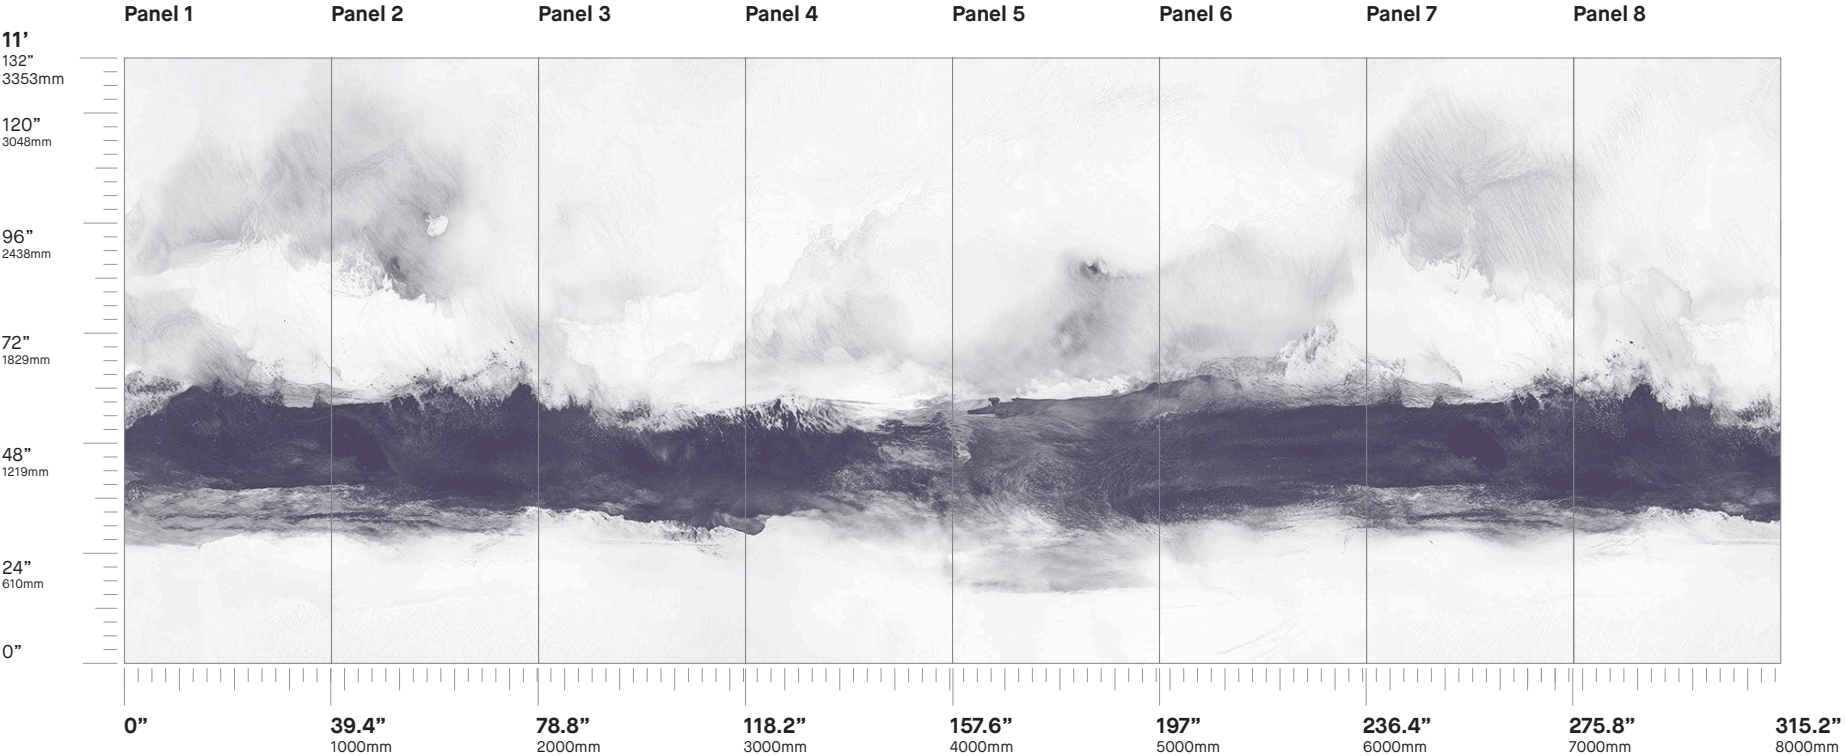 Panel 1 Panel 2 Panel 3 Panel 4 Panel 5 Panel 6 Panel 7 Panel 8
11’
132”
3353mm
120”
3048mm
96”
2438mm
72”
1829mm
48”
1219mm
24”
610mm
0”
0” 39.4” 78.8” 118.2” 157.6” 197” 236.4” 275.8” 315.2”
1000mm 2000mm 3000mm 4000mm 5000mm 6000mm 7000mm 8000mm